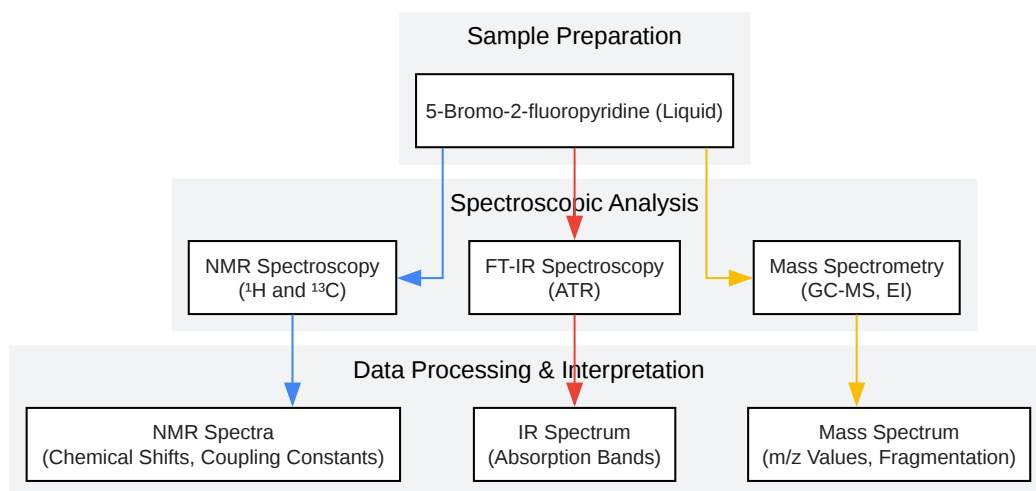 Sample Preparation
5-Bromo-2-fluoropyridine (Liquid)
Spectroscopic Analysis
NMR Spectroscopy
(¹H and ¹³C)
FT-IR Spectroscopy
(ATR)
Mass Spectrometry
(GC-MS, EI)
Data Processing & Interpretation
NMR Spectra
(Chemical Shifts, Coupling Constants)
IR Spectrum
(Absorption Bands)
Mass Spectrum
(m/z Values, Fragmentation)